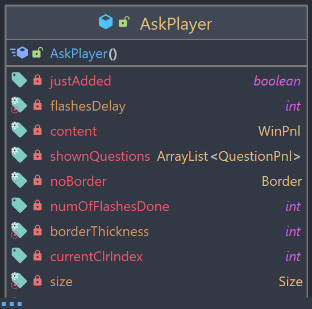 AskPlayer
AskPlayer()
justAdded boolean
flashesDelay int
content WinPnl
shownQuestions ArrayList<QuestionPnl>
noBorder Border
numOfFlashesDone int
borderThickness int
currentClrIndex int
size Size